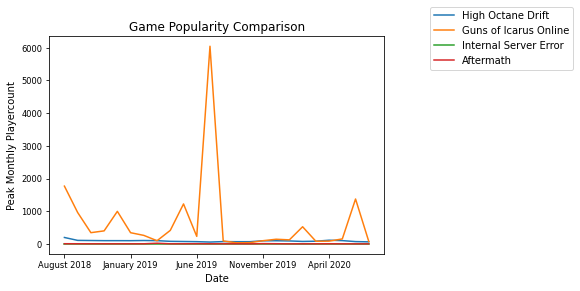 Game Popularity Comparison
High Octane Drift
Guns of Icarus Online
Internal Server Error
Aftermath
Peak Monthly Playercount
6000
5000
4000
3000
2000
1000
0
August 2018 January 2019 June 2019 November 2019 April 2020
Date